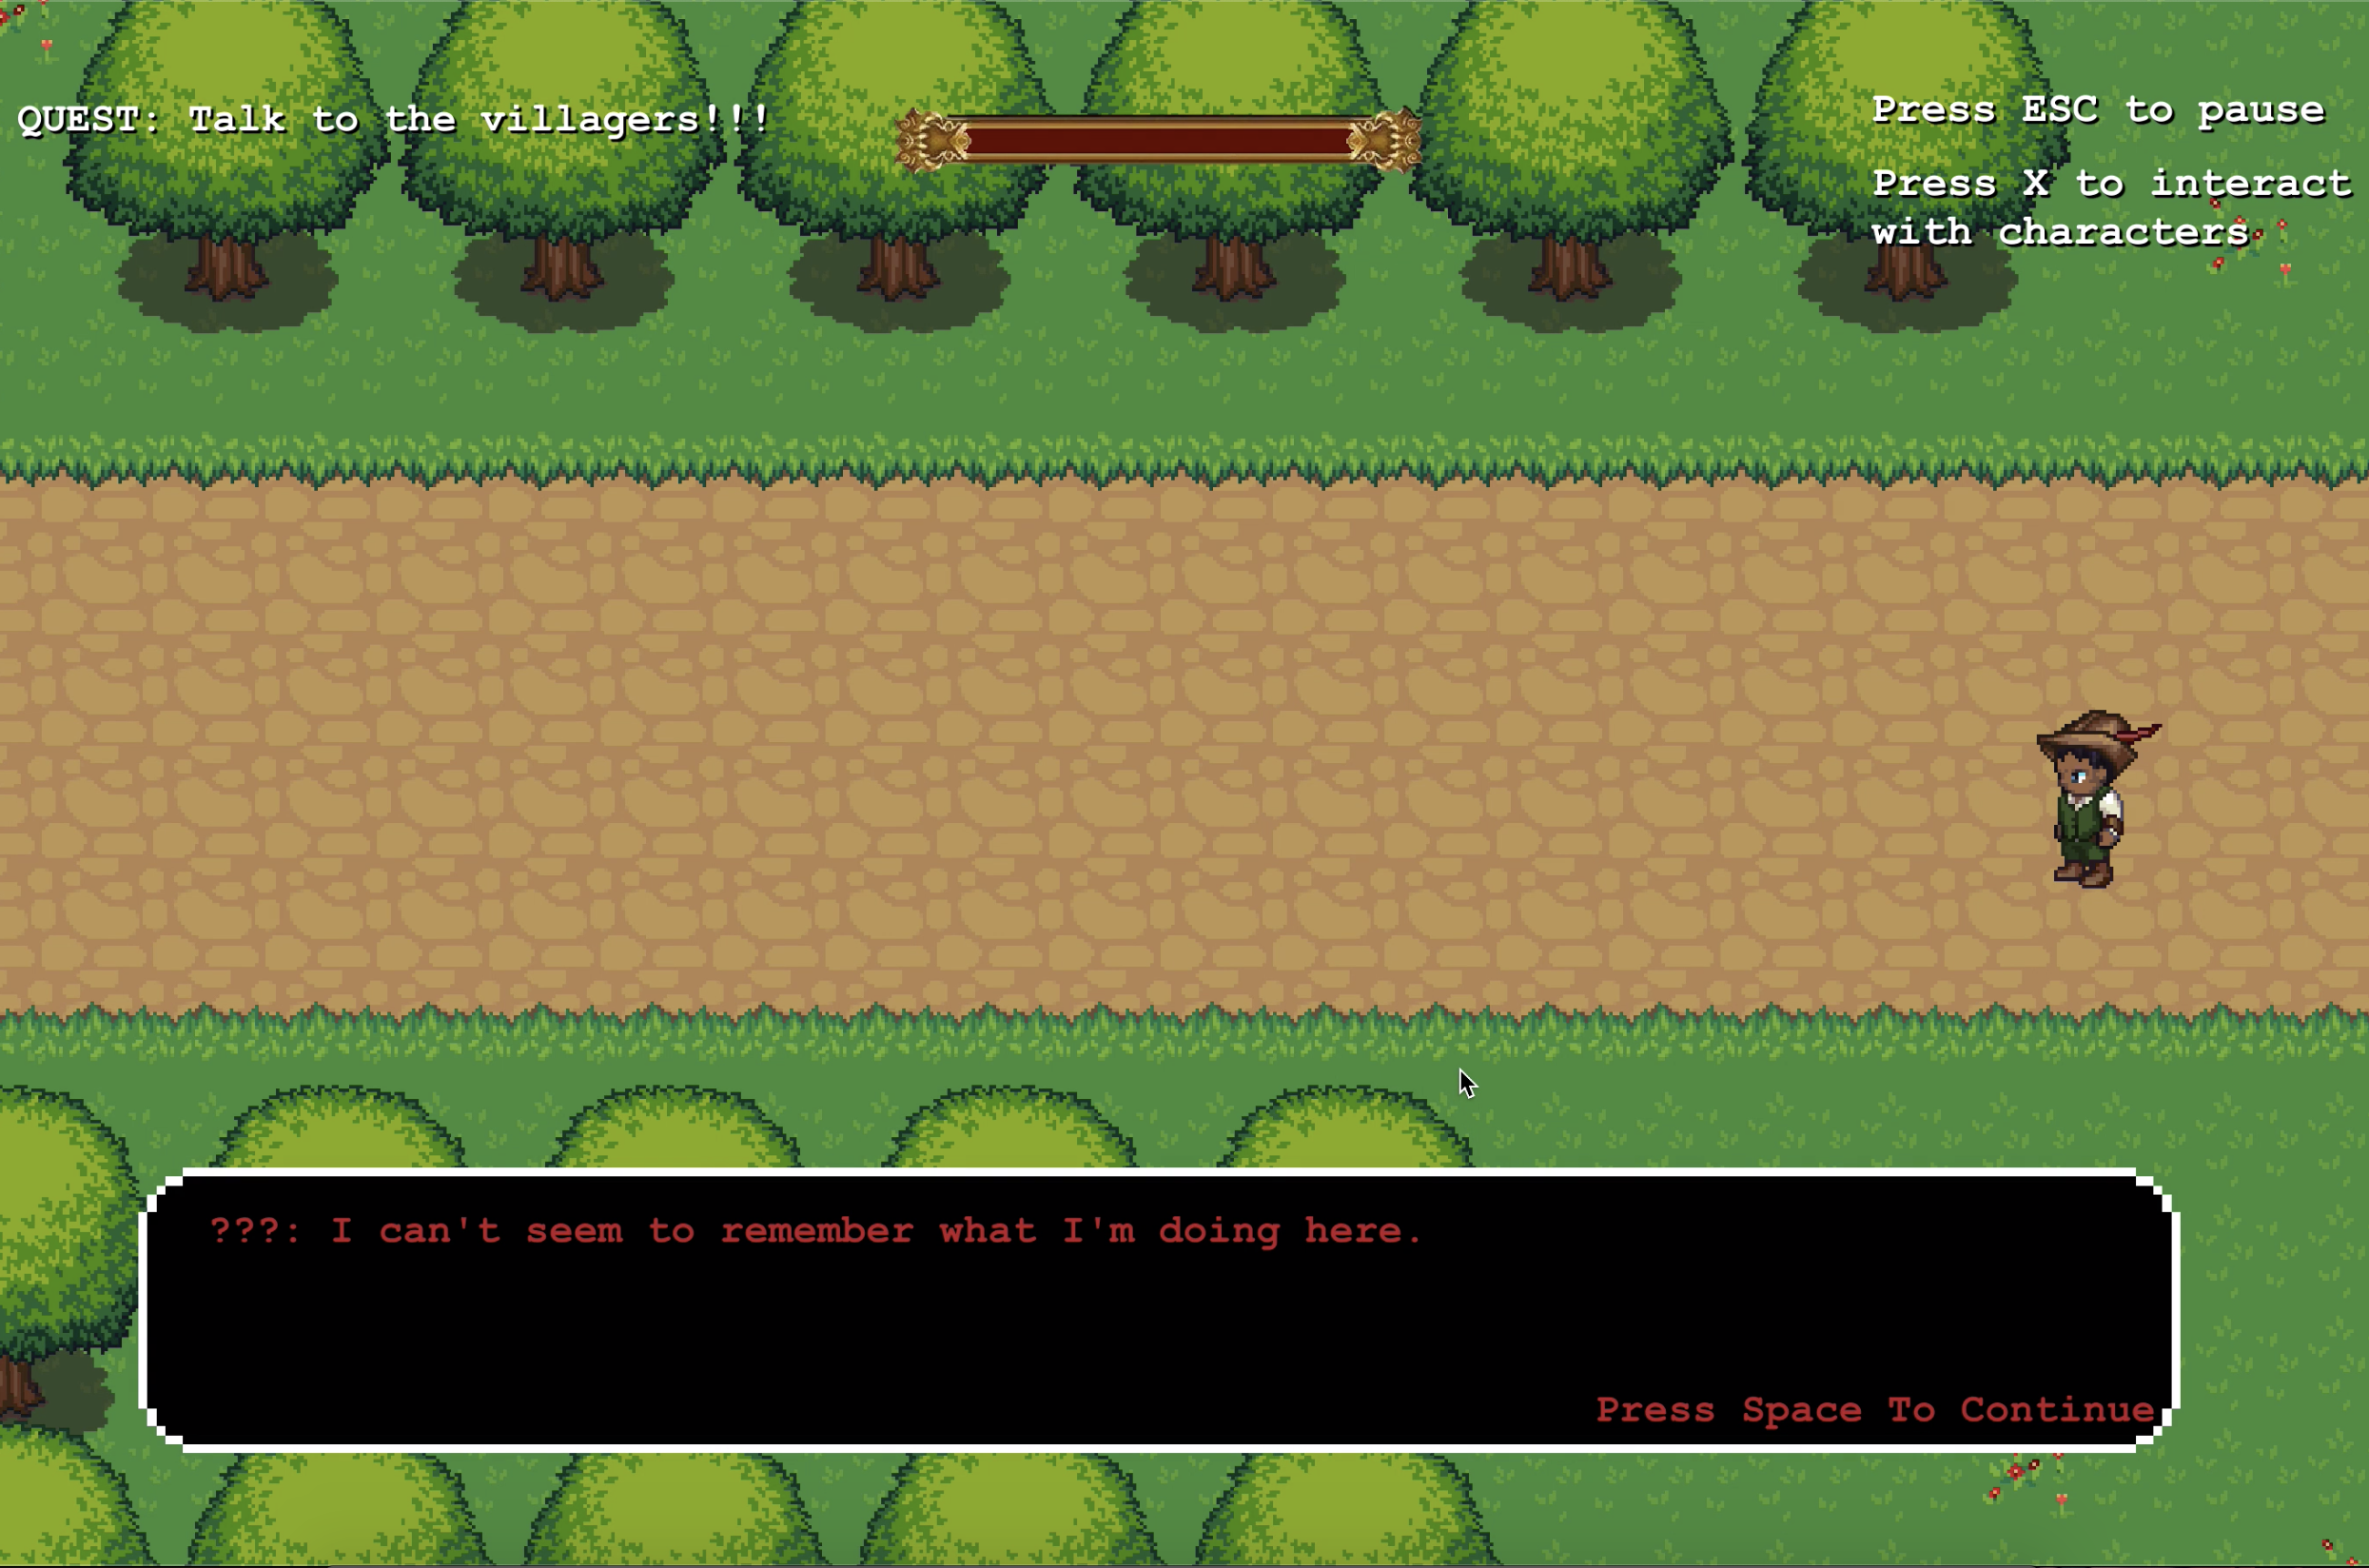 QUEST: Talk to the villagers!!!
Press ESC to pause
Press X to interact
with characters
???: I can't seem to remember what I'm doing here.
Press Space To Continue